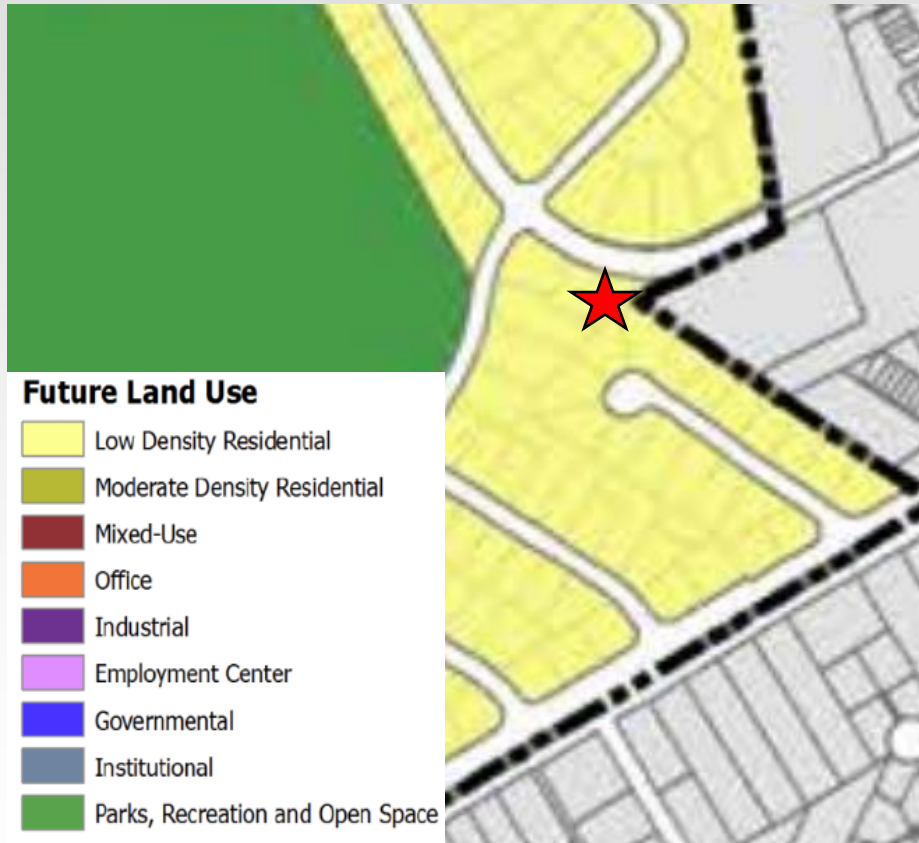 Future Land Use
Low Density Residential
Moderate Density Residential
Mixed-Use
Office
Industrial
Employment Center
Governmental
Institutional
Parks, Recreation and Open Space